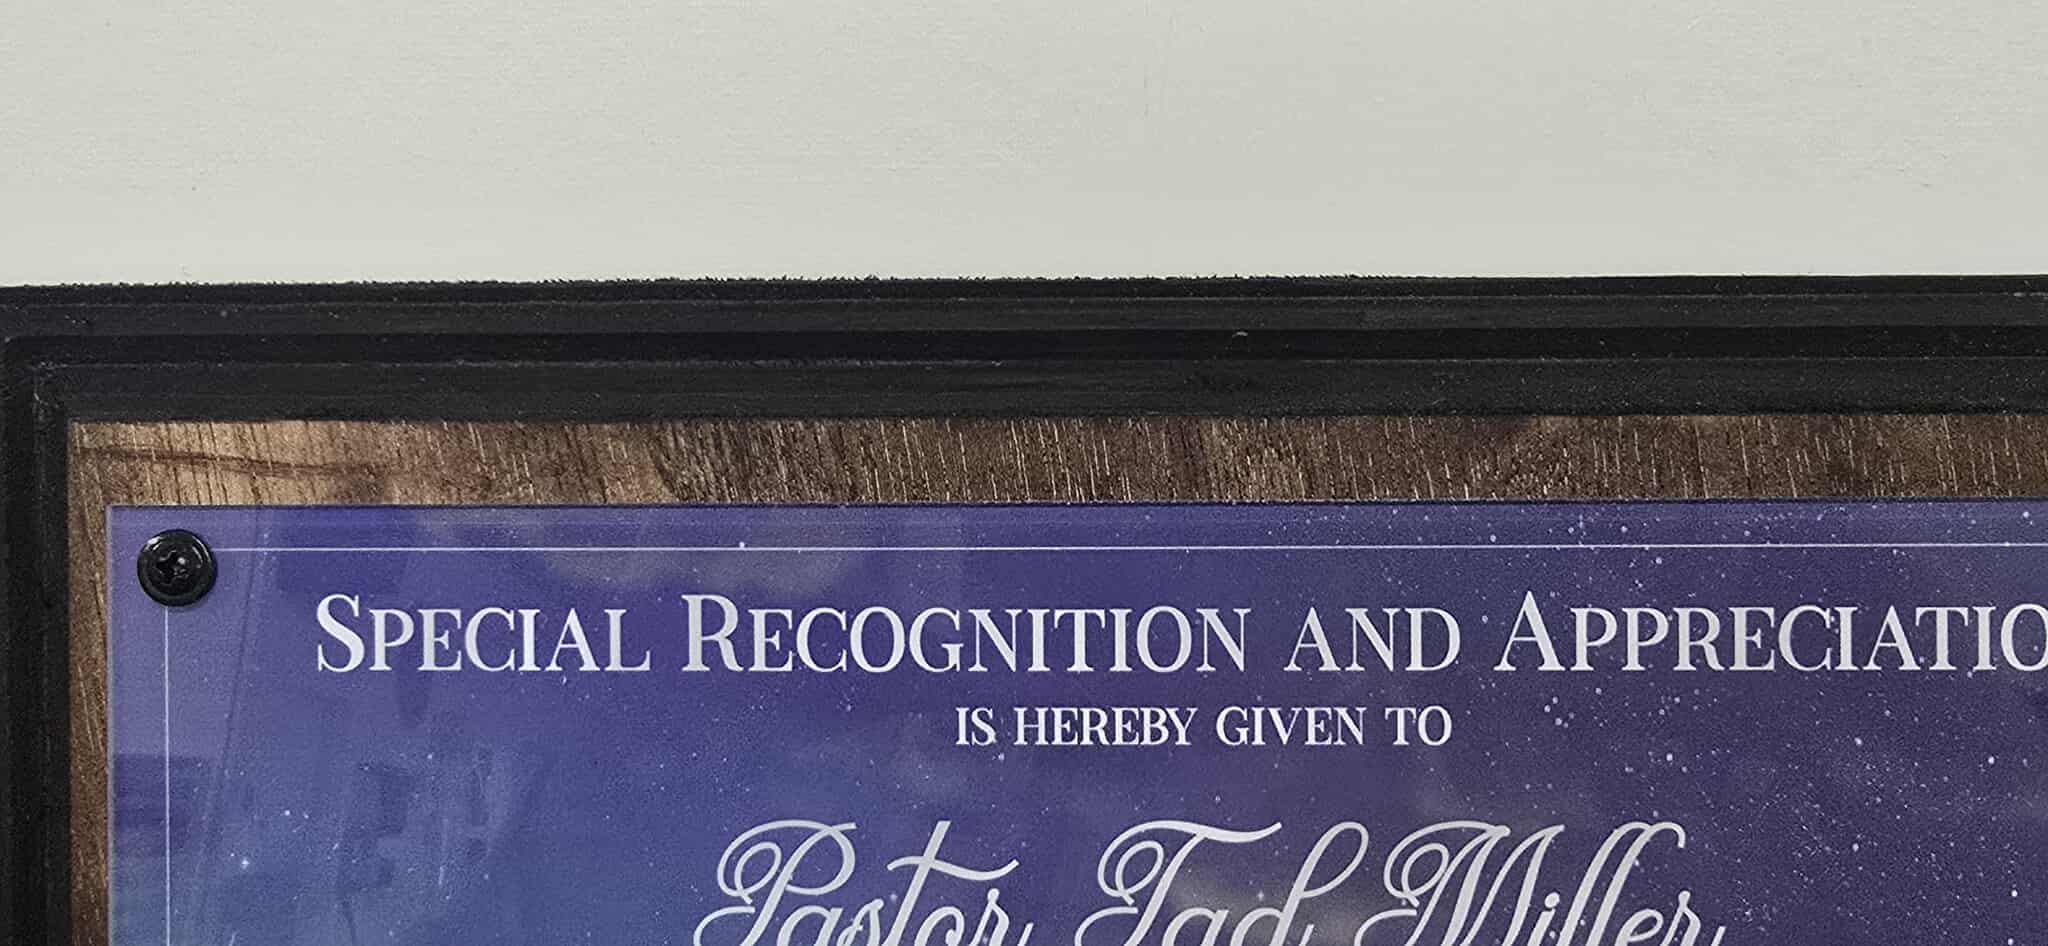 SPECIAL RECOGNITION AND APPRECIATIO
IS HEREBY GIVEN TO
Pastor Tad Miller